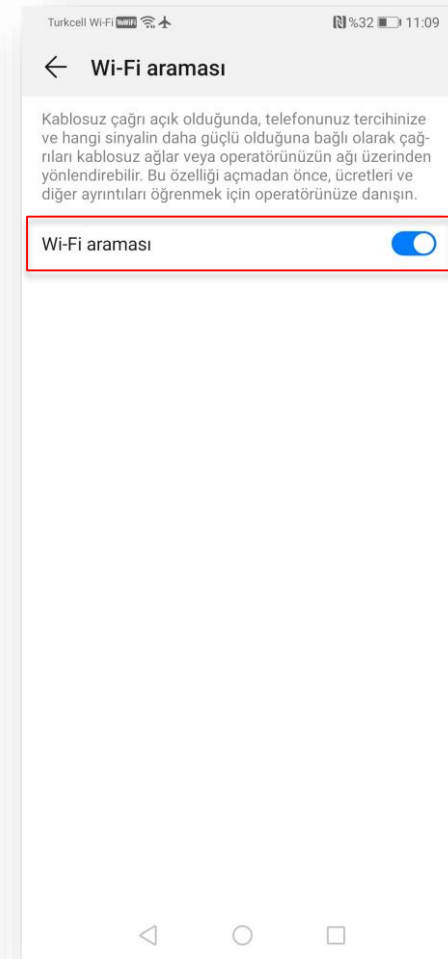 Turkcell Wi-Fi VoWiFi %32 11:09
Wi-Fi araması
Kablosuz çağrı açık olduğunda, telefonunuz tercihinize
ve hangi sinyalin daha güçlü olduğuna bağlı olarak çağ-
rıları kablosuz ağlar veya operatörünüzün ağı üzerinden
yönlendirebilir. Bu özelliği açmadan önce, ücretleri ve
diğer ayrıntıları öğrenmek için operatörünüze danışın.
Wi-Fi araması